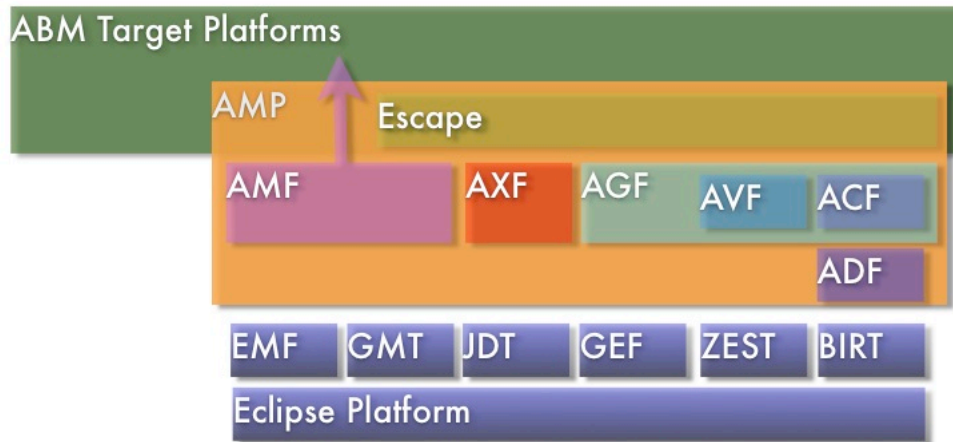 ABM Target Platforms
AMP
Escape
AMF AXF AGF AVF ACF
ADF
EMF GMT JDT GEF ZEST BIRT
Eclipse Platform